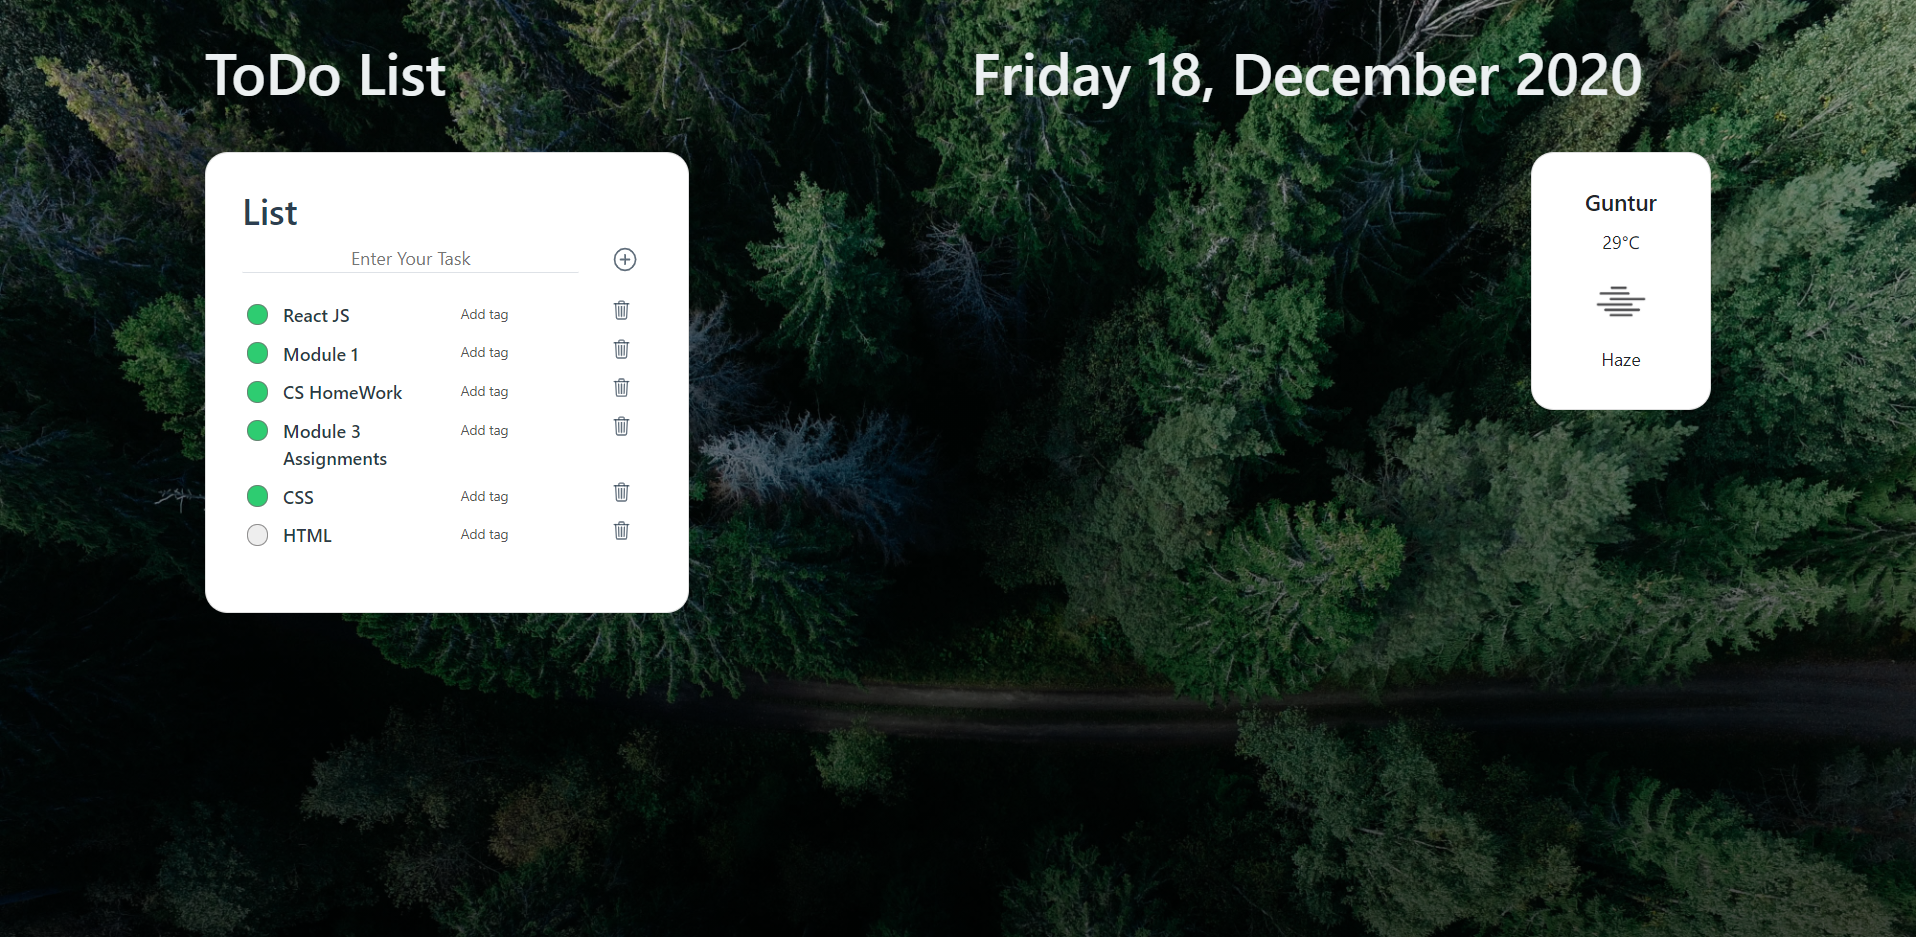 ToDo List
Friday 18, December 2020
List
Enter Your Task
React JS Add tag
Module 1 Add tag
CS HomeWork Add tag
Module 3 Add tag
Assignments
CSS Add tag
HTML Add tag
Guntur
29°C
Haze